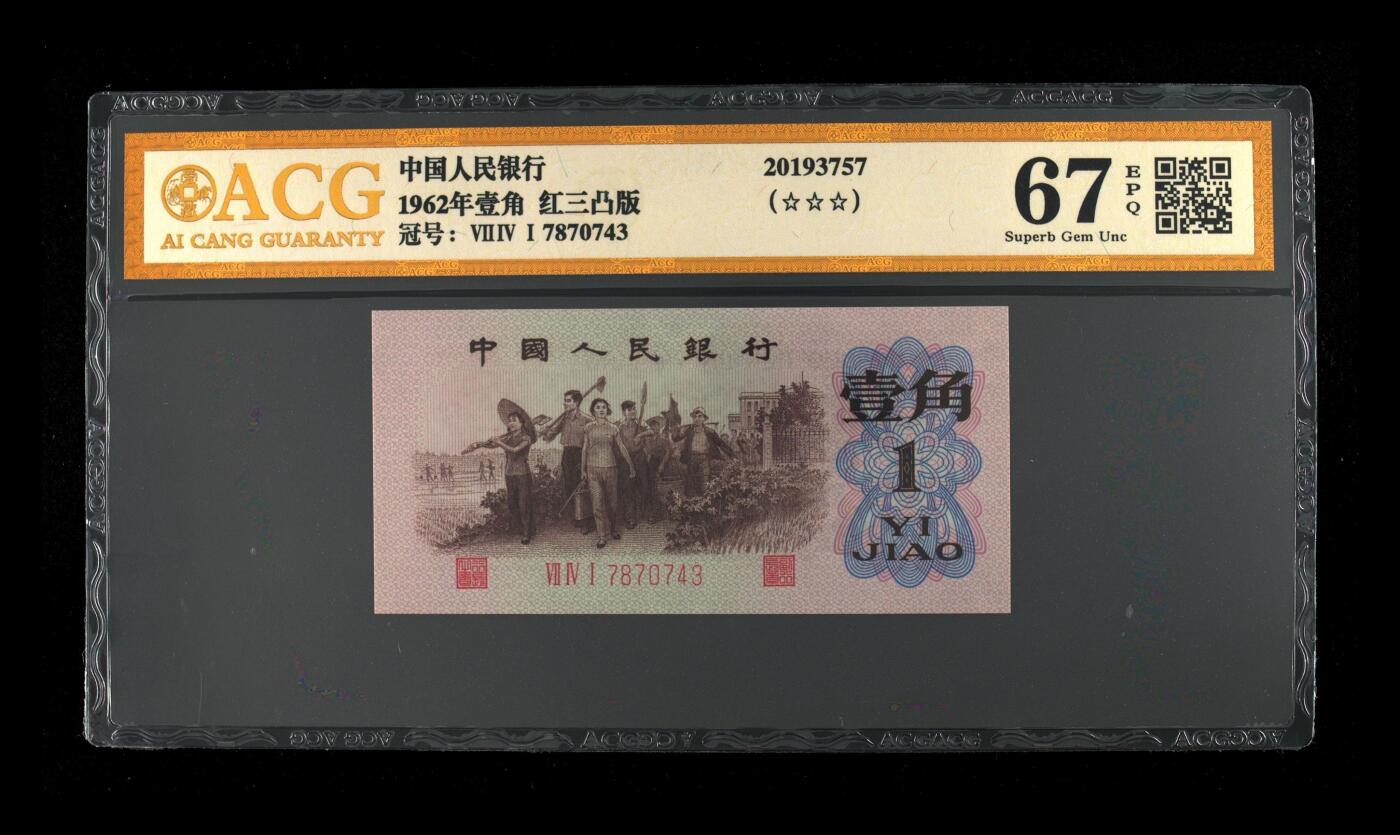 ACG
AI CANG GUARANTY
中国人民银行
1962年壹角 红三凸版
冠号：ⅦⅣ Ⅰ 7870743
20193757
(☆☆☆)
67
EPQ
Superb Gem Unc
中國人民銀行
壹角
1
YI
JIAO
ⅦⅣ Ⅰ 7870743